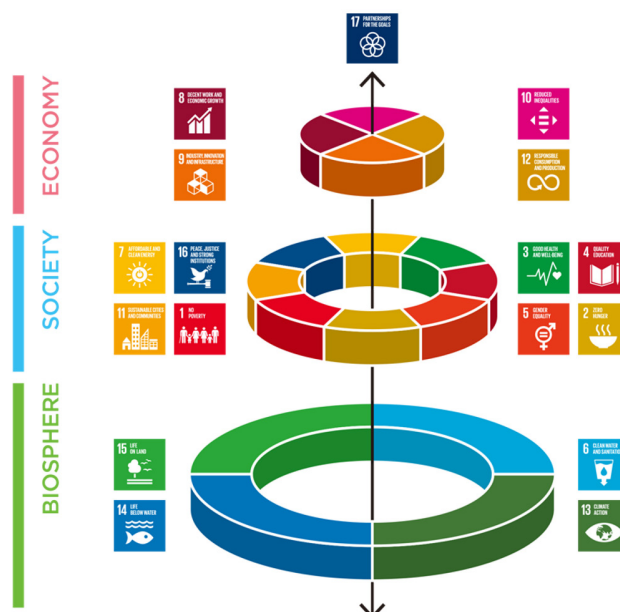 17 PARTNERSHIPS
FOR THE GOALS
ECONOMY
8 DECENT WORK AND
ECONOMIC GROWTH
10 REDUCED
INEQUALITIES
9 INDUSTRY, INNOVATION
AND INFRASTRUCTURE
12 RESPONSIBLE
CONSUMPTION
AND PRODUCTION
SOCIETY
7 AFFORDABLE AND
CLEAN ENERGY
16 PEACE, JUSTICE
AND STRONG
INSTITUTIONS
3 GOOD HEALTH
AND WELL-BEING
4 QUALITY
EDUCATION
11 SUSTAINABLE CITIES
AND COMMUNITIES
1 NO
POVERTY
5 GENDER
EQUALITY
2 ZERO
HUNGER
BIOSPHERE
15 LIFE
ON LAND
6 CLEAN WATER
AND SANITATION
14 LIFE
BELOW WATER
13 CLIMATE
ACTION